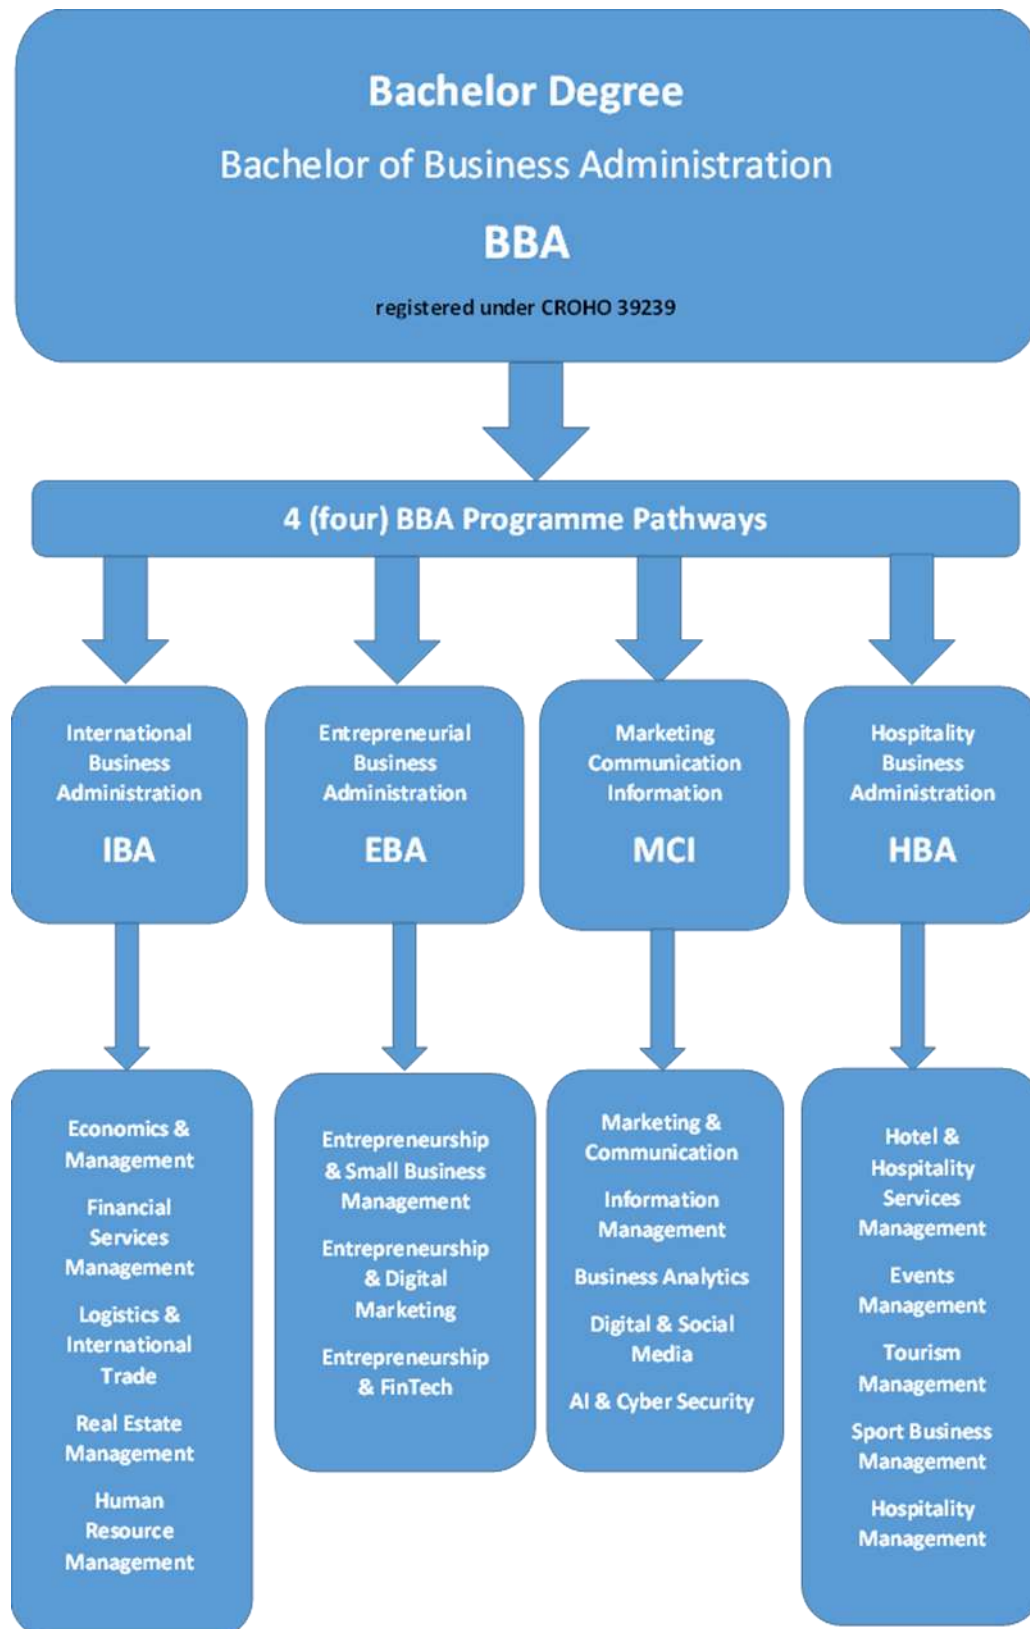 Bachelor Degree
Bachelor of Business Administration
BBA
registered under CROHO 39239
4 (four) BBA Programme Pathways
International
Business
Administration
IBA
Entrepreneurial
Business
Administration
EBA
Marketing
Communication
Information
MCI
Hospitality
Business
Administration
HBA
Economics &
Management
Financial
Services
Management
Logistics &
International
Trade
Real Estate
Management
Human
Resource
Management
Entrepreneurship
& Small Business
Management
Entrepreneurship
& Digital
Marketing
Entrepreneurship
& FinTech
Marketing &
Communication
Information
Management
Business Analytics
Digital & Social
Media
AI & Cyber Security
Hotel &
Hospitality
Services
Management
Events
Management
Tourism
Management
Sport Business
Management
Hospitality
Management